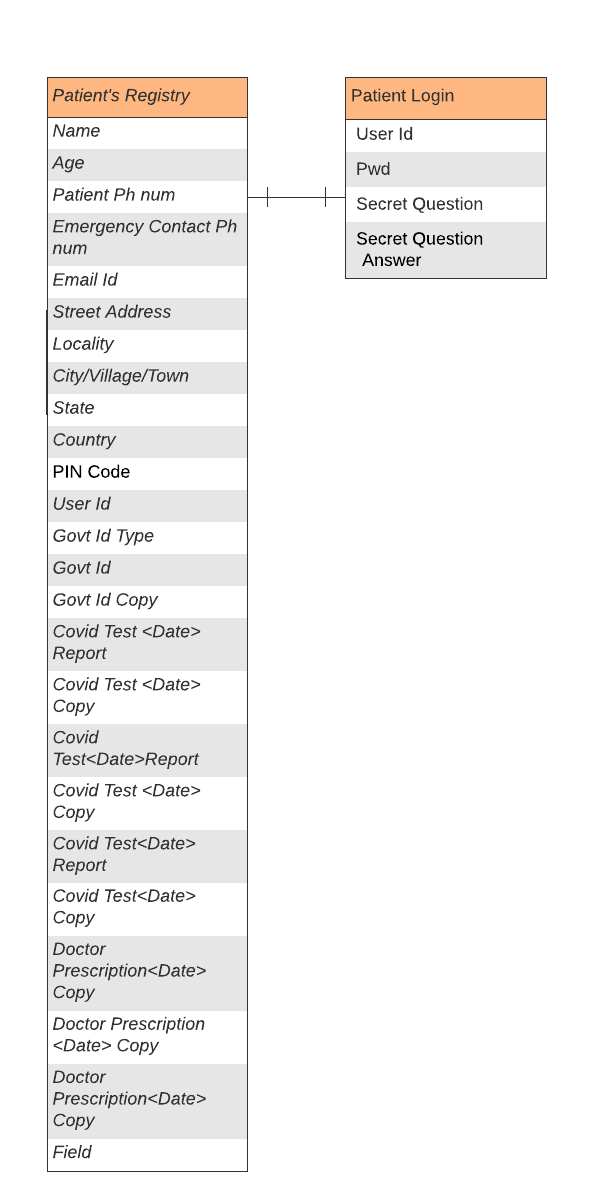 Patient's Registry
Name
Age
Patient Ph num
Emergency Contact Ph
num
Email Id
Street Address
Locality
City/Village/Town
State
Country
PIN Code
User Id
Govt Id Type
Govt Id
Govt Id Copy
Covid Test <Date>
Report
Covid Test <Date>
Copy
Covid
Test<Date>Report
Covid Test <Date>
Copy
Covid Test<Date>
Report
Covid Test<Date>
Copy
Doctor
Prescription<Date>
Copy
Doctor Prescription
<Date> Copy
Doctor
Prescription<Date>
Copy
Field
Patient Login
User Id
Pwd
Secret Question
Secret Question
Answer